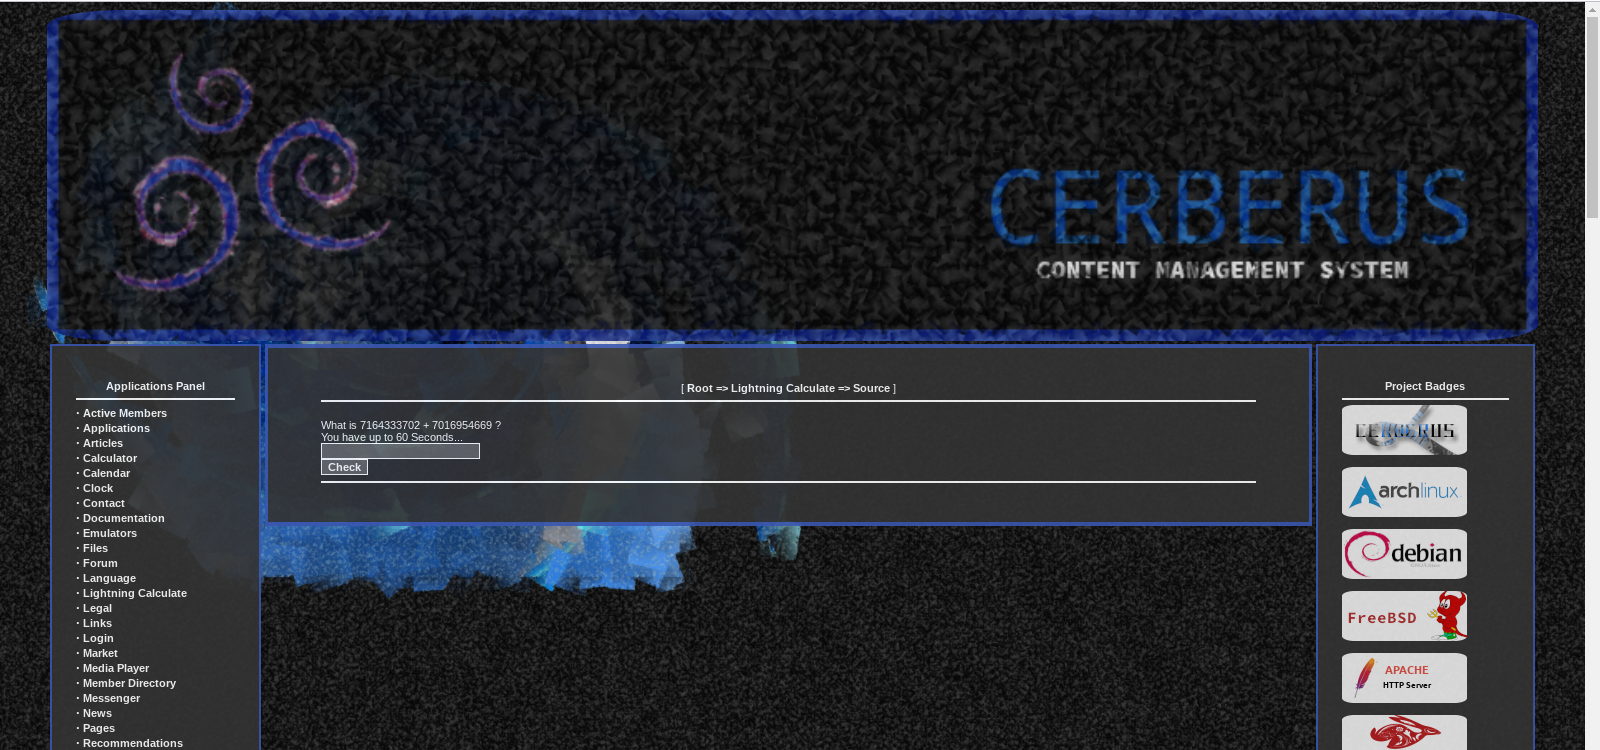 CERBERUS
CONTENT MANAGEMENT SYSTEM
Applications Panel
· Active Members
· Applications
· Articles
· Calculator
· Calendar
· Clock
· Contact
· Documentation
· Emulators
· Files
· Forum
· Language
· Lightning Calculate
· Legal
· Links
· Login
· Market
· Media Player
· Member Directory
· Messenger
· News
· Pages
· Recommendations
[ Root => Lightning Calculate => Source ]
What is 7164333702 + 7016954669 ?
You have up to 60 Seconds...
Check
Project Badges
CERBERUS
archlinux
debian
FreeBSD
APACHE
HTTP Server